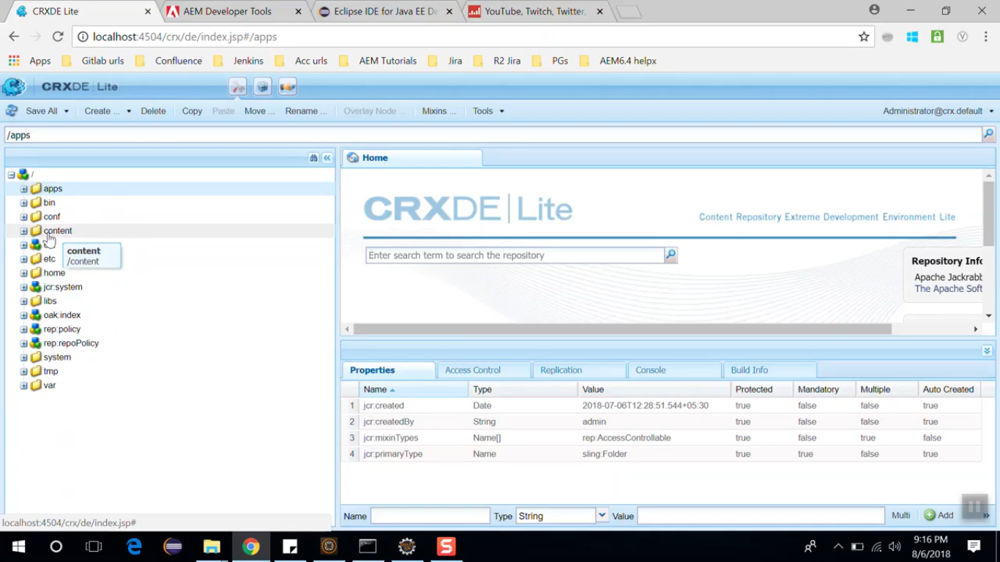 CRXDE Lite
AEM Developer Tools
Eclipse IDE for Java EE De
YouTube, Twitch, Twitter,
localhost:4504/crx/de/index.jsp#/apps
Apps
Gitlab urls
Confluence
Jenkins
Acc urls
AEM Tutorials
Jira
R2 Jira
PGs
AEM6.4 helpx
CRXDE | Lite
Save All
Create ...
Delete
Copy
Paste
Move ...
Rename ...
Overlay Node ...
Mixins ...
Tools
Administrator@crx.default
/apps
Home
/
apps
bin
conf
content
content
/content
etc
home
jcr:system
libs
oak:index
rep:policy
rep:repoPolicy
system
tmp
var
CRXDE | Lite
Content Repository Extreme Development Environment Lite
Enter search term to search the repository
Repository Info
Apache Jackrabb
The Apache Soft
Properties
Access Control
Replication
Console
Build Info
Name Type Value Protected Mandatory Multiple Auto Created
1 jcr:created Date 2018-07-06T12:28:51.544+05:30 true false false true
2 jcr:createdBy String admin true false false true
3 jcr:mixinTypes Name[] rep:AccessControllable true false true false
4 jcr:primaryType Name sling:Folder true true false true
Name Type String Value Multi Add »
localhost:4504/crx/de/index.jsp#
9:16 PM
8/6/2018